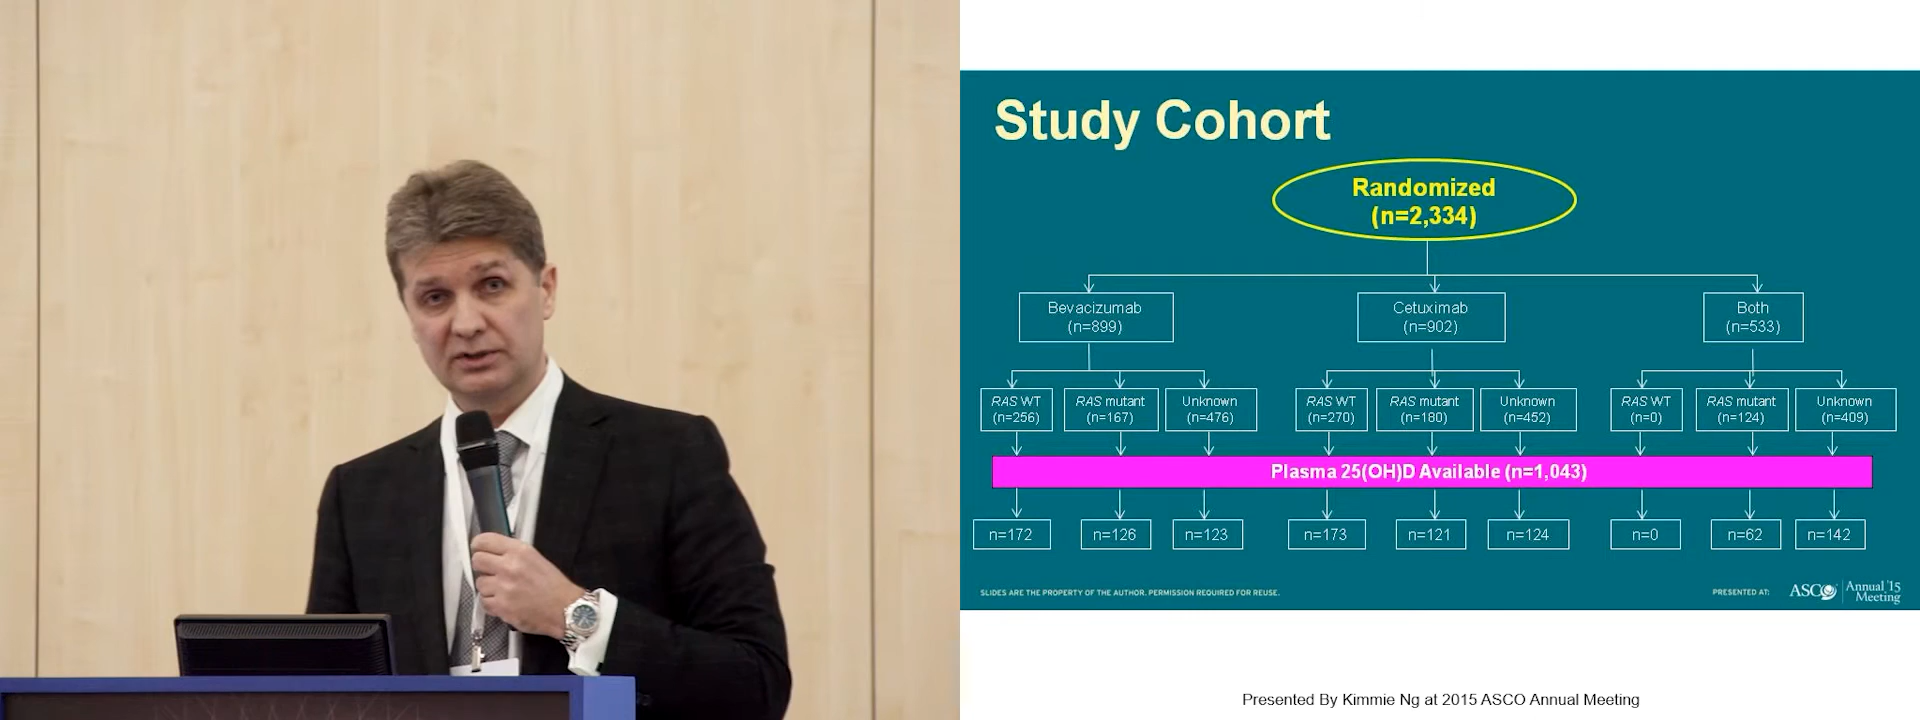 Study Cohort
Randomized
(n=2,334)
Bevacizumab
(n=899)
Cetuximab
(n=902)
Both
(n=533)
RAS WT
(n=256)
RAS mutant
(n=167)
Unknown
(n=476)
RAS WT
(n=270)
RAS mutant
(n=180)
Unknown
(n=452)
RAS WT
(n=0)
RAS mutant
(n=124)
Unknown
(n=409)
Plasma 25(OH)D Available (n=1,043)
n=172
n=126
n=123
n=173
n=121
n=124
n=0
n=62
n=142
SLIDES ARE THE PROPERTY OF THE AUTHOR. PERMISSION REQUIRED FOR REUSE.
PRESENTED AT:
ASCO
Annual '15
Meeting
Presented By Kimmie Ng at 2015 ASCO Annual Meeting